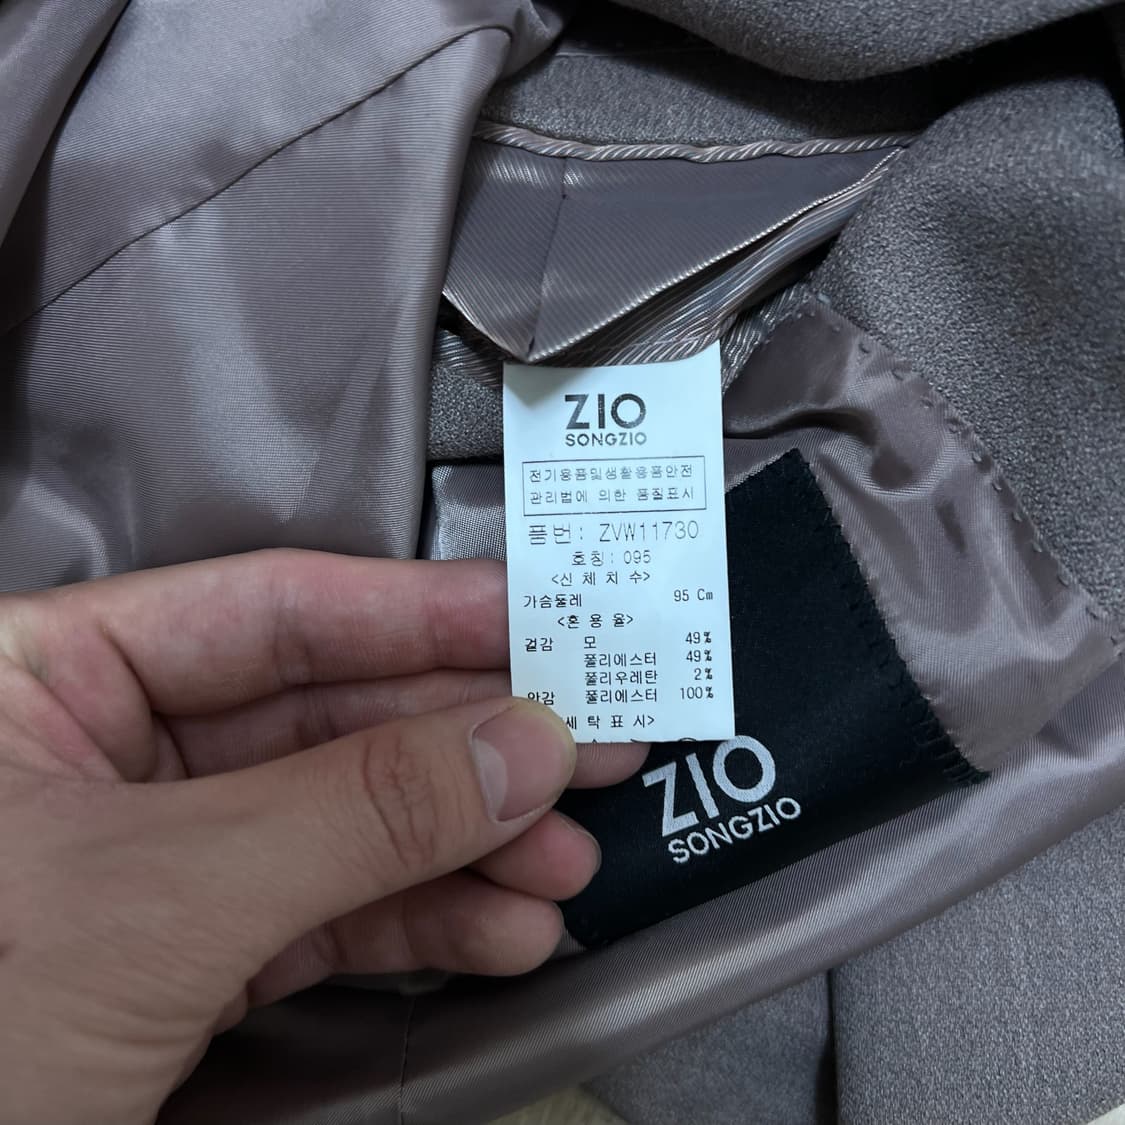 ZIO
SONGZIO
전기용품및생활용품안전
관리법에 의한 품질표시
품번: ZVW11730
호칭: 095
<신 체 치 수>
가슴둘레 95 Cm
<혼 용 율>
겉감 모 49%
폴리에스터 49%
폴리우레탄 2%
안감 폴리에스터 100%
세 탁 표 시>
ZIO
SONGZIO